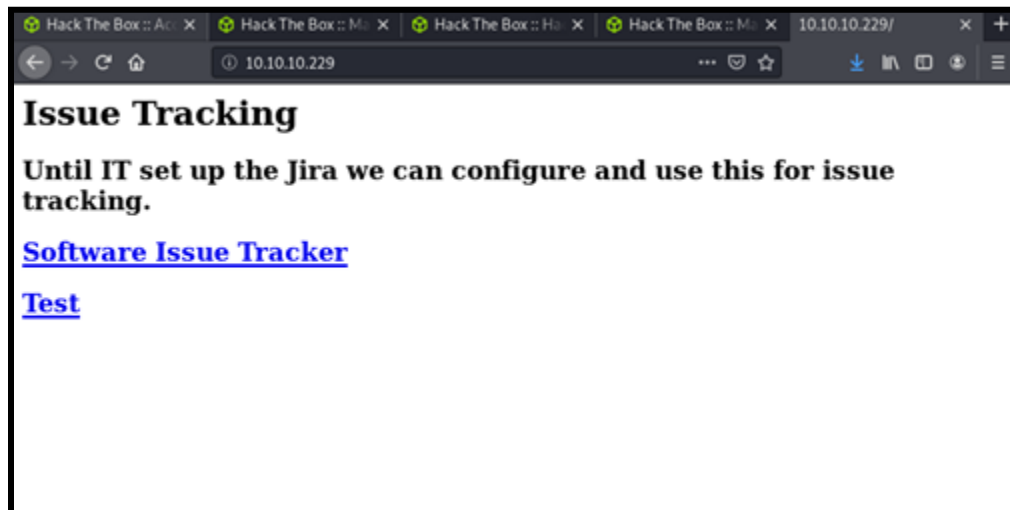 Hack The Box :: Acc
Hack The Box :: Ma
Hack The Box :: Ha
Hack The Box :: Ma
10.10.10.229/
10.10.10.229
Issue Tracking
Until IT set up the Jira we can configure and use this for issue
tracking.
Software Issue Tracker
Test